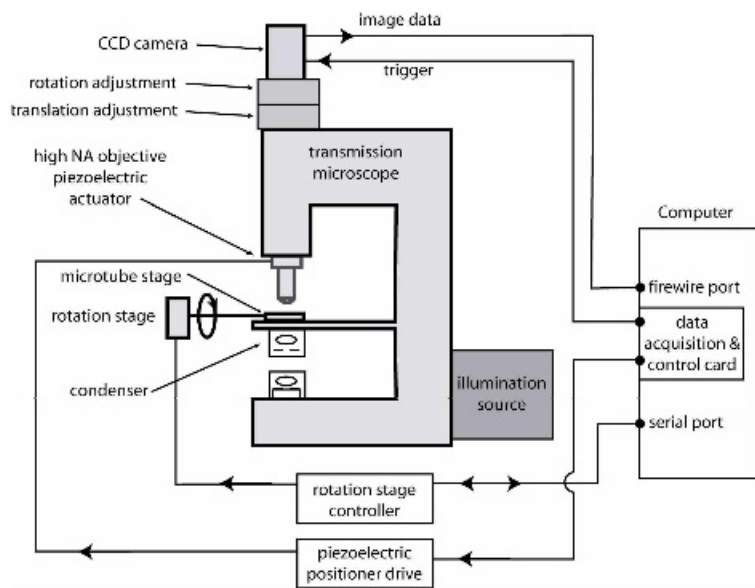 image data
CCD camera
trigger
rotation adjustment
translation adjustment
high NA objective
piezoelectric
actuator
transmission
microscope
Computer
microtube stage
firewire port
rotation stage
data
acquisition &
control card
condenser
illumination
source
serial port
rotation stage
controller
piezoelectric
positioner drive